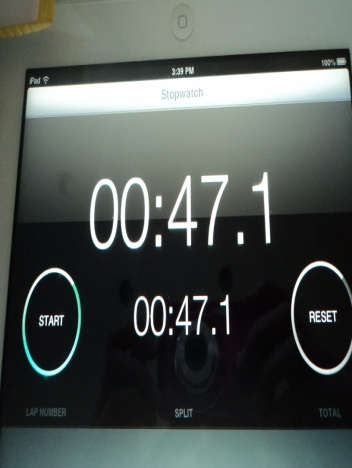 iPad 3:39 PM 100%
Stopwatch
00:47.1
00:47.1
START RESET
LAP NUMBER SPLIT TOTAL